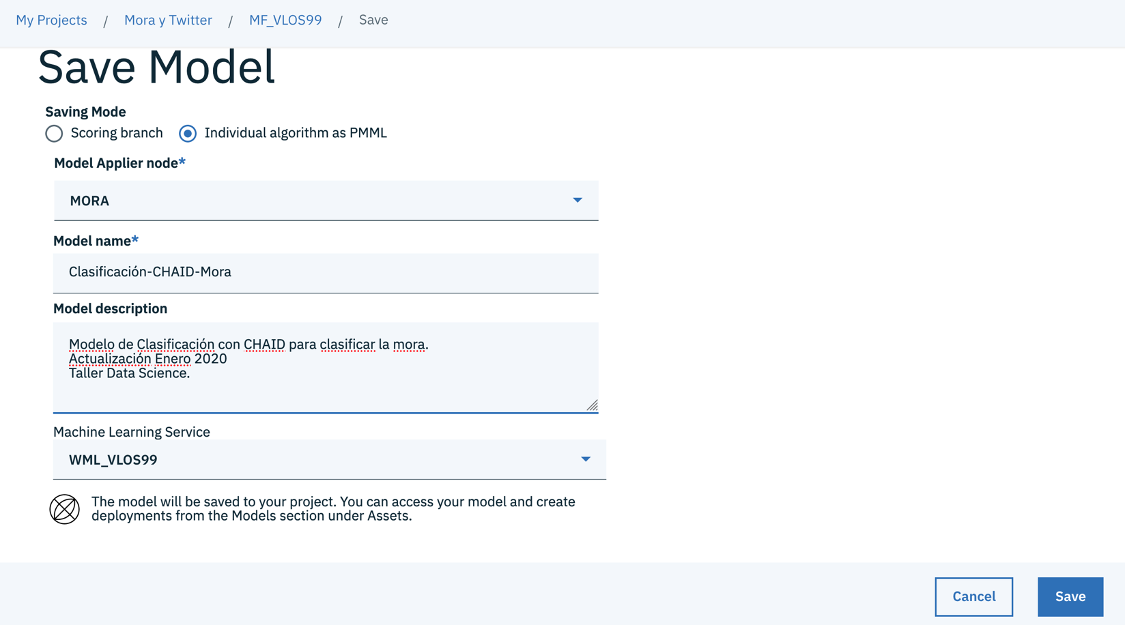 My Projects / Mora y Twitter / MF_VLOS99 / Save
Save Model
Saving Mode
Scoring branch Individual algorithm as PMML
Model Applier node*
MORA
Model name*
Clasificación-CHAID-Mora
Model description
Modelo de Clasificación con CHAID para clasificar la mora.
Actualización Enero 2020
Taller Data Science.
Machine Learning Service
WML_VLOS99
The model will be saved to your project. You can access your model and create
deployments from the Models section under Assets.
Cancel Save